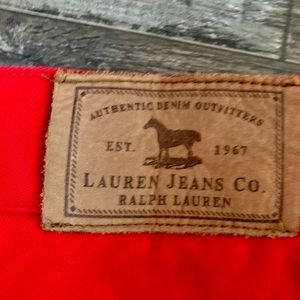 AUTHENTIC DENIM OUTFITTERS
EST. 1967
LAUREN JEANS CO.
RALPH LAUREN